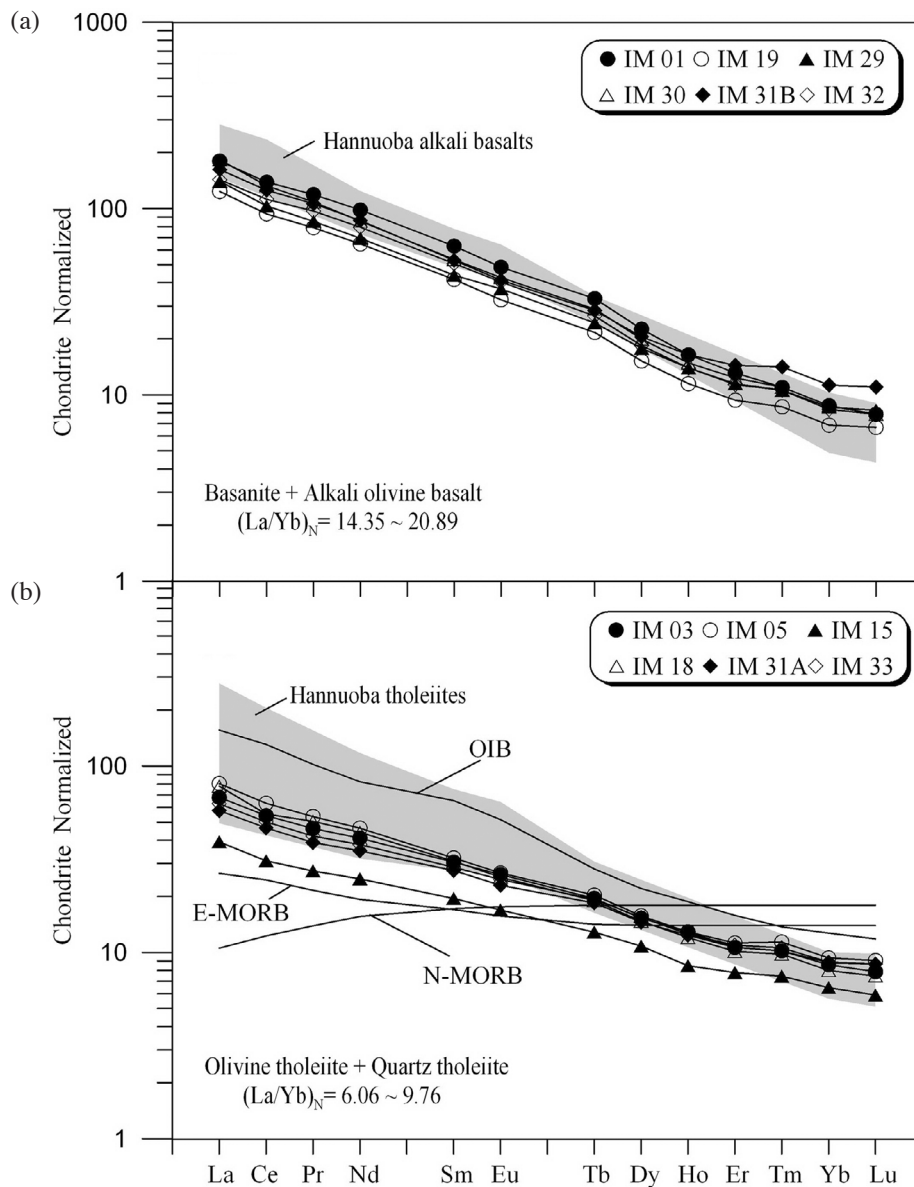 (a)
1000
100
10
1
Chondrite Normalized
IM 01 IM 19 IM 29
IM 30 IM 31B IM 32
Hannuoba alkali basalts
Basanite + Alkali olivine basalt
(La/Yb)N= 14.35 ~ 20.89
(b)
100
10
1
Chondrite Normalized
IM 03 IM 05 IM 15
IM 18 IM 31A IM 33
Hannuoba tholeiites
OIB
E-MORB
N-MORB
Olivine tholeiite + Quartz tholeiite
(La/Yb)N= 6.06 ~ 9.76
La Ce Pr Nd Sm Eu Tb Dy Ho Er Tm Yb Lu